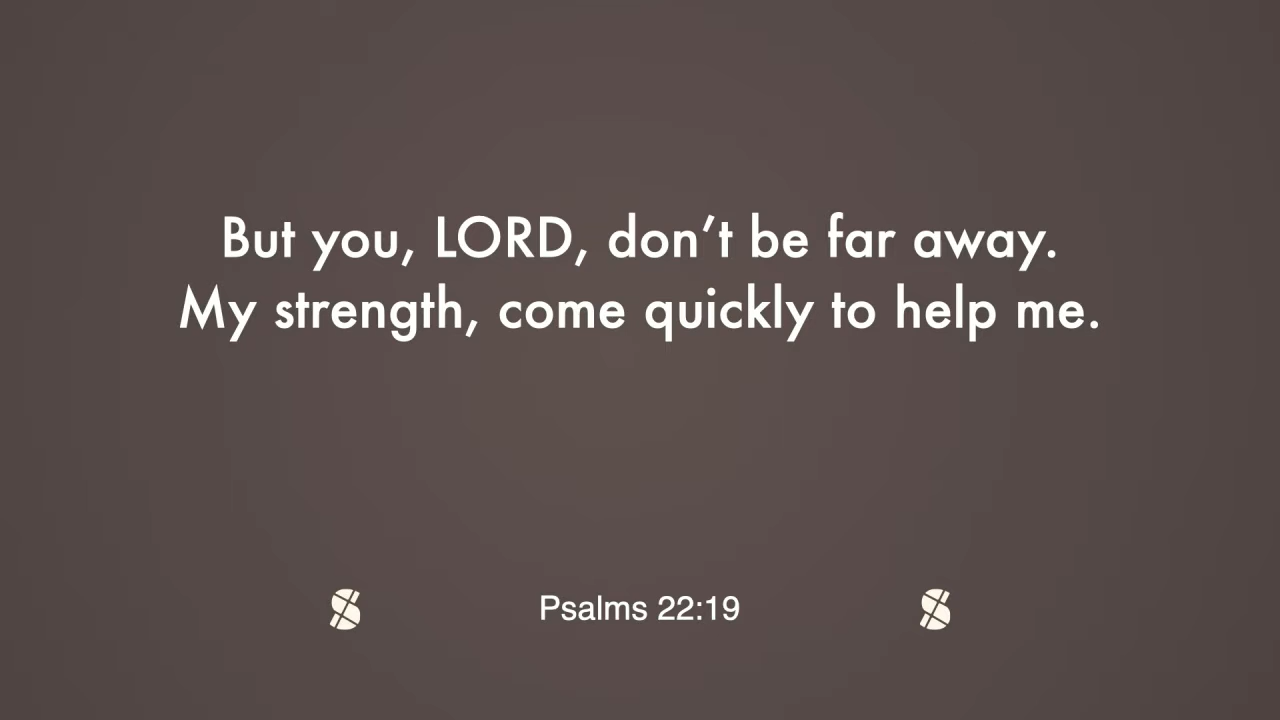 But you, LORD, don’t be far away.
My strength, come quickly to help me.
Psalms 22:19